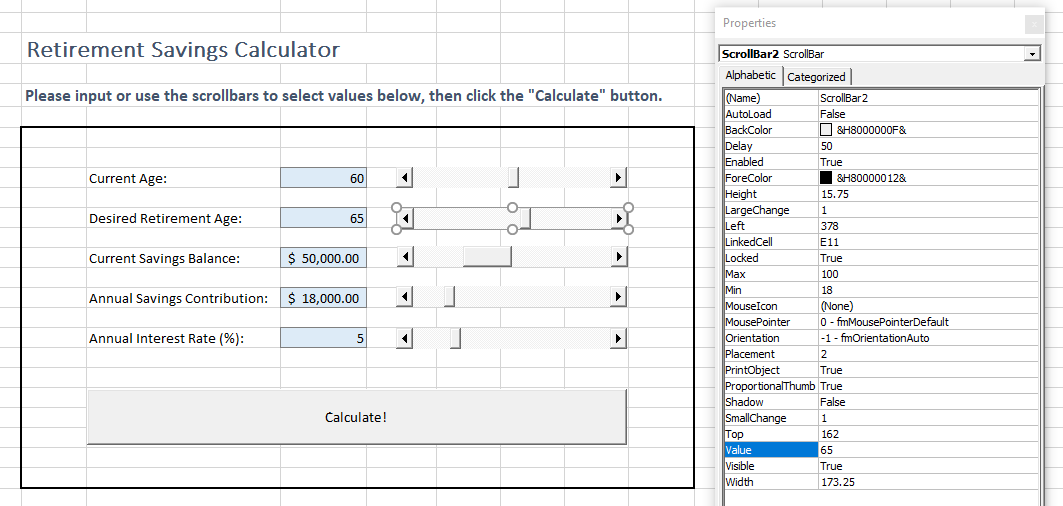 Retirement Savings Calculator
Please input or use the scrollbars to select values below, then click the "Calculate" button.
Current Age: 60
Desired Retirement Age: 65
Current Savings Balance: $ 50,000.00
Annual Savings Contribution: $ 18,000.00
Annual Interest Rate (%): 5
Calculate!
Properties
ScrollBar2 ScrollBar
Alphabetic Categorized
(Name) ScrollBar2
AutoLoad False
BackColor &H8000000F&
Delay 50
Enabled True
ForeColor &H80000012&
Height 15.75
LargeChange 1
Left 378
LinkedCell E11
Locked True
Max 100
Min 18
MouseIcon (None)
MousePointer 0 - fmMousePointerDefault
Orientation -1 - fmOrientationAuto
Placement 2
PrintObject True
ProportionalThumb True
Shadow False
SmallChange 1
Top 162
Value 65
Visible True
Width 173.25